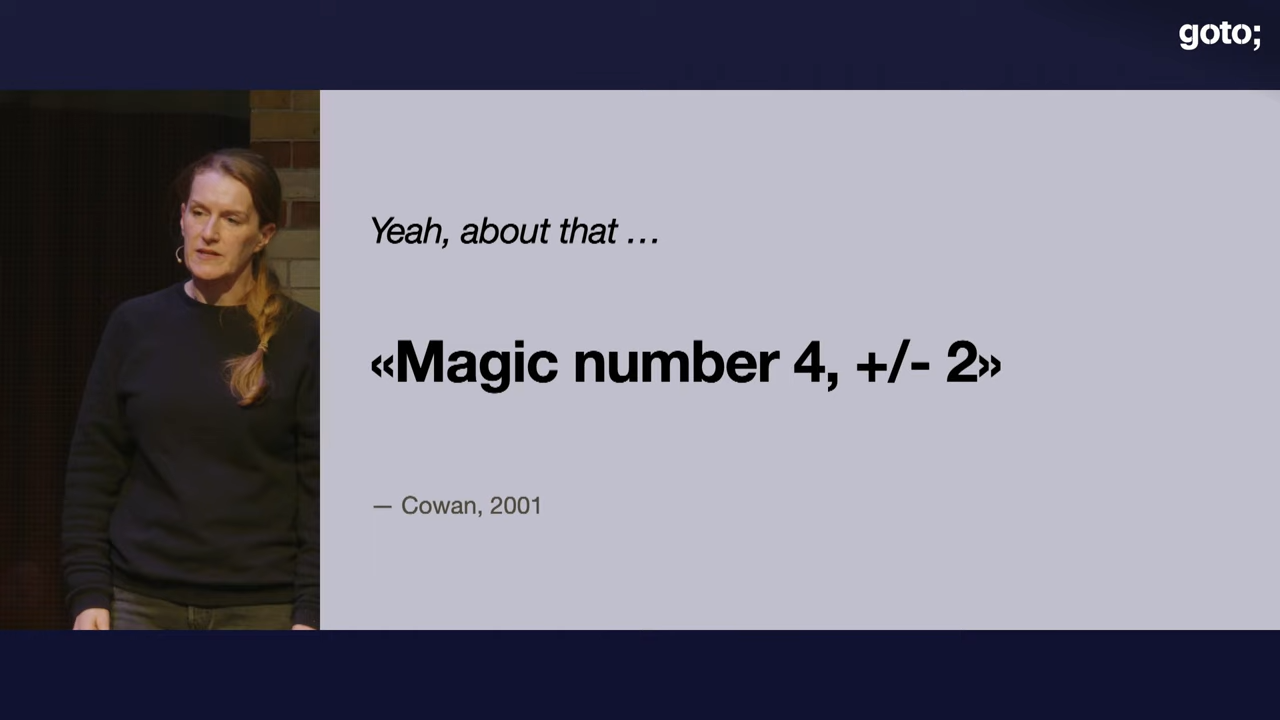 goto;
Yeah, about that …
«Magic number 4, +/- 2»
— Cowan, 2001